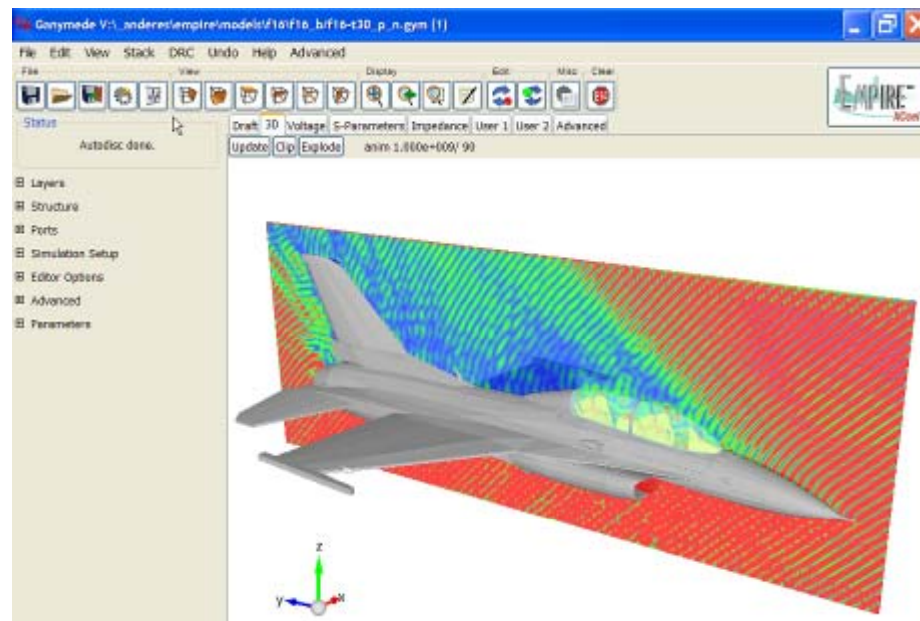 Ganymede V:\_anderes\empire\models\f16\f16_b/f16-t30_p_n.gym (1)
File Edit View Stack DRC Undo Help Advanced
File View Display Edit Misc Clear
EMPIRE™
Status
Autodisc done.
Draft 3D Voltage S-Parameters Impedance User 1 User 2 Advanced
Update Clip Explode anim 1.000e+009/ 90
Layers
Structure
Ports
Simulation Setup
Editor Options
Advanced
Parameters
z
y x